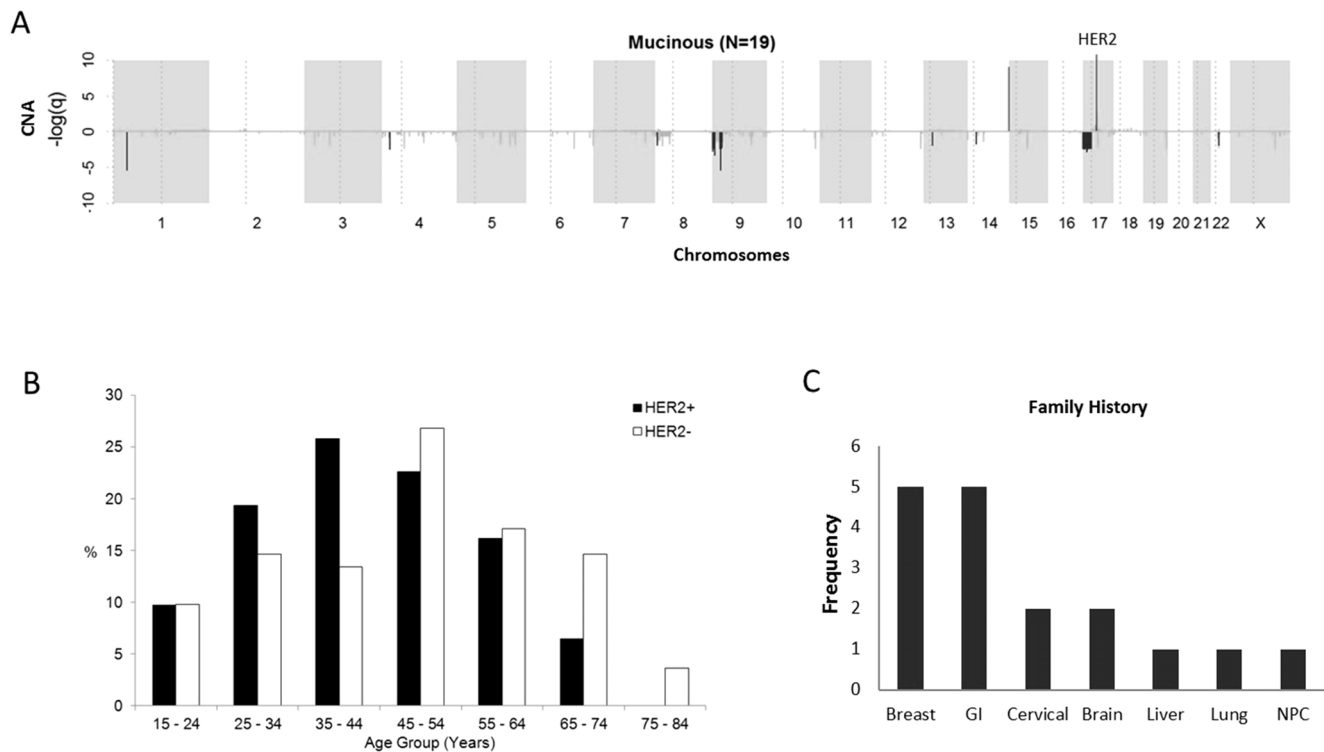 A
Mucinous (N=19)
HER2
CNA
-log(q)
10
5
0
-5
-10
1 2 3 4 5 6 7 8 9 10 11 12 13 14 15 16 17 18 19 20 21 22 X
Chromosomes
B
30
25
20
15
10
5
0
%
HER2+
HER2-
15 - 24 25 - 34 35 - 44 45 - 54 55 - 64 65 - 74 75 - 84
Age Group (Years)
C
Family History
Frequency
6
5
4
3
2
1
0
Breast GI Cervical Brain Liver Lung NPC